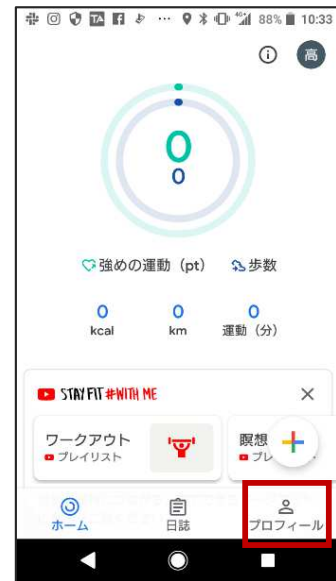 4G 88% 10:33
高
0
0
強めの運動（pt） 歩数
0 0 0
kcal km 運動（分）
STAY FIT #WITH ME
ワークアウト
プレイリスト
瞑想
プレ
ホーム 日誌 プロフィール